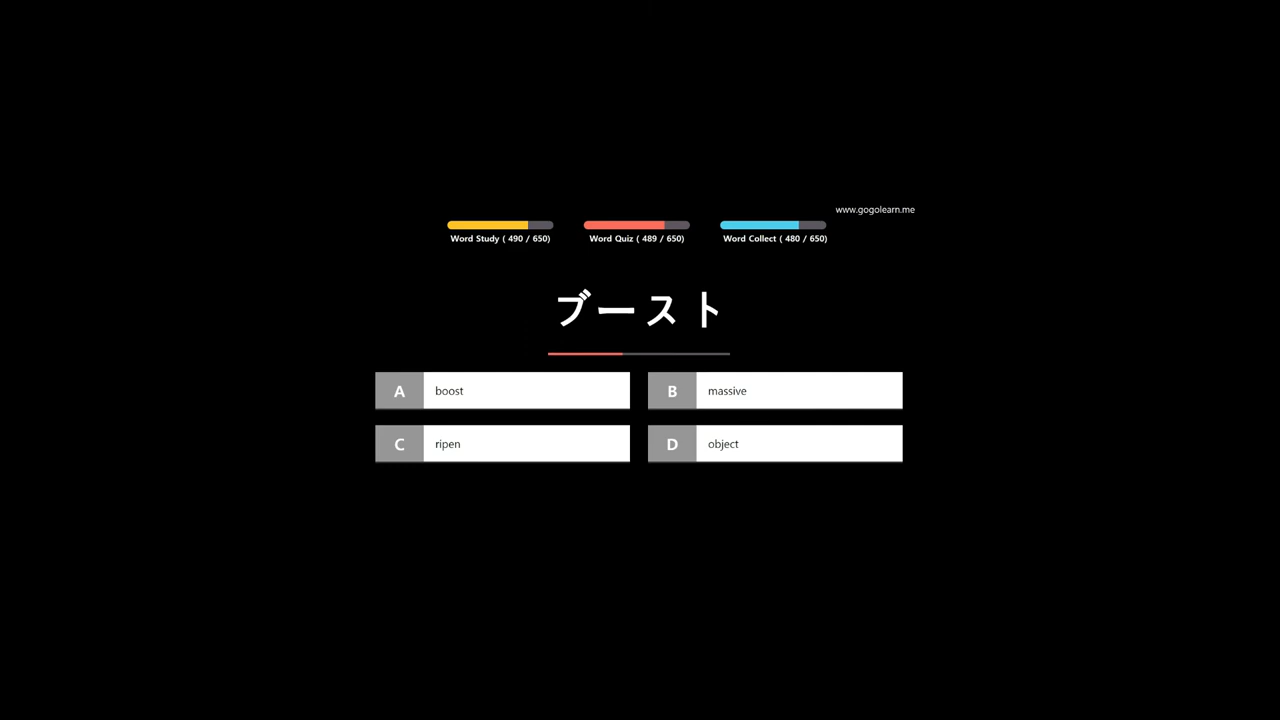 www.gogolearn.me
Word Study ( 490 / 650)
Word Quiz ( 489 / 650)
Word Collect ( 480 / 650)
ブースト
A boost
B massive
C ripen
D object